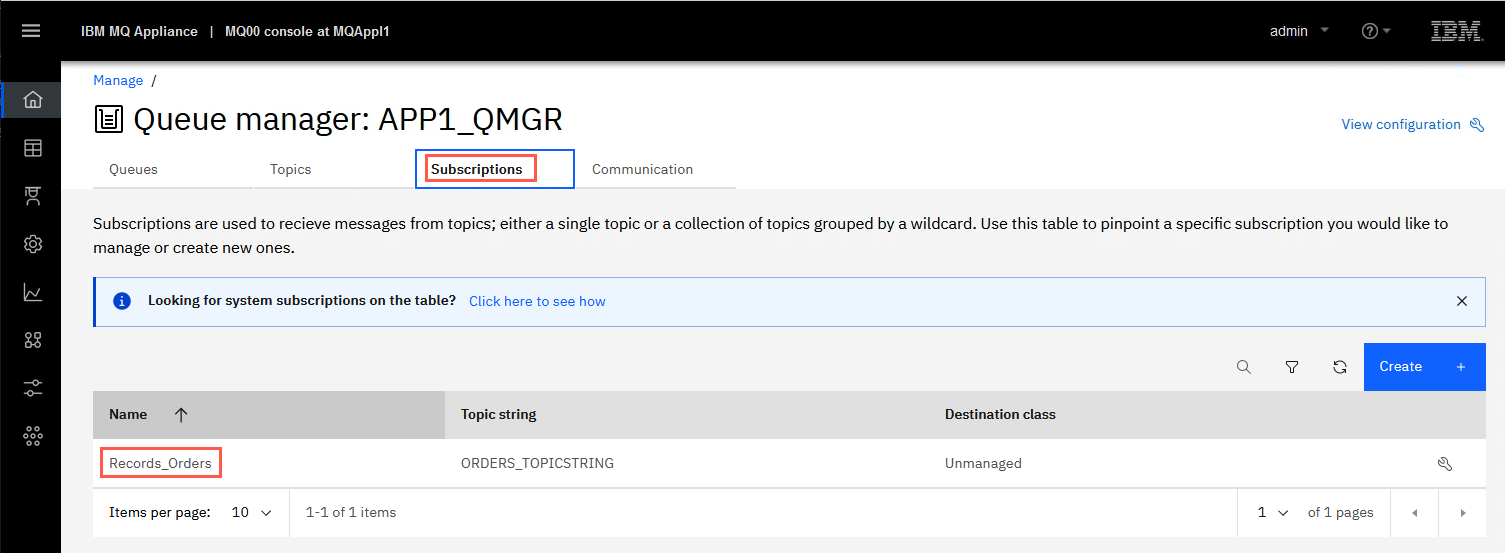 IBM MQ Appliance | MQ00 console at MQAppl1
admin
IBM
Manage /
Queue manager: APP1_QMGR
View configuration
Queues Topics Subscriptions Communication
Subscriptions are used to recieve messages from topics; either a single topic or a collection of topics grouped by a wildcard. Use this table to pinpoint a specific subscription you would like to
manage or create new ones.
Looking for system subscriptions on the table? Click here to see how
Create +
Name Topic string Destination class
Records_Orders ORDERS_TOPICSTRING Unmanaged
Items per page: 10 1-1 of 1 items 1 of 1 pages